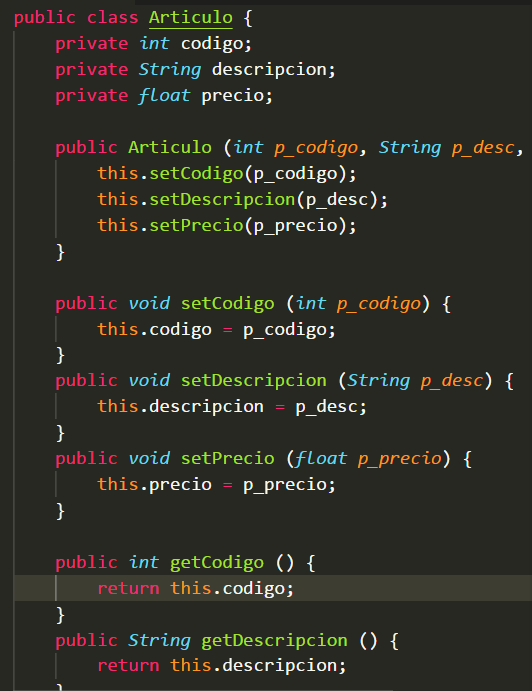 public class Articulo {
    private int codigo;
    private String descripcion;
    private float precio;

    public Articulo (int p_codigo, String p_desc,
        this.setCodigo(p_codigo);
        this.setDescripcion(p_desc);
        this.setPrecio(p_precio);
    }

    public void setCodigo (int p_codigo) {
        this.codigo = p_codigo;
    }
    public void setDescripcion (String p_desc) {
        this.descripcion = p_desc;
    }
    public void setPrecio (float p_precio) {
        this.precio = p_precio;
    }

    public int getCodigo () {
        return this.codigo;
    }
    public String getDescripcion () {
        return this.descripcion;
    }